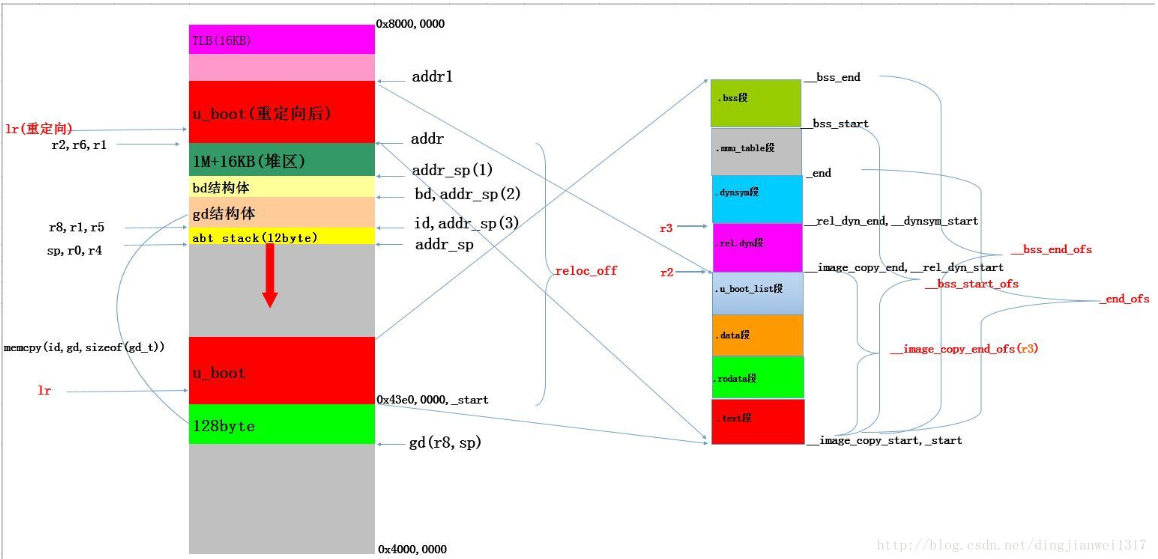 0x8000,0000
TLB(16KB)
addr1
u_boot(重定向后)
lr(重定向)
r2,r6,r1
addr
1M+16KB(堆区)
addr_sp(1)
bd结构体
bd,addr_sp(2)
gd结构体
r8,r1,r5
id,addr_sp(3)
abt stack(12byte)
sp,r0,r4
addr_sp
reloc_off
memcpy(id,gd,sizeof(gd_t))
u_boot
lr
0x43e0,0000,_start
128byte
gd(r8,sp)
0x4000,0000
__bss_end
.bss段
__bss_start
.mmu_table段
_end
.dynsym段
__rel_dyn_end,__dynsym_start
r3
.rel.dyn段
__image_copy_end,__rel_dyn_start
r2
.u_boot_list段
.data段
.rodata段
.text段
__image_copy_start,_start
__bss_end_ofs
__bss_start_ofs
_end_ofs
__image_copy_end_ofs(r3)
http://blog.csdn.net/dingjianwei1317